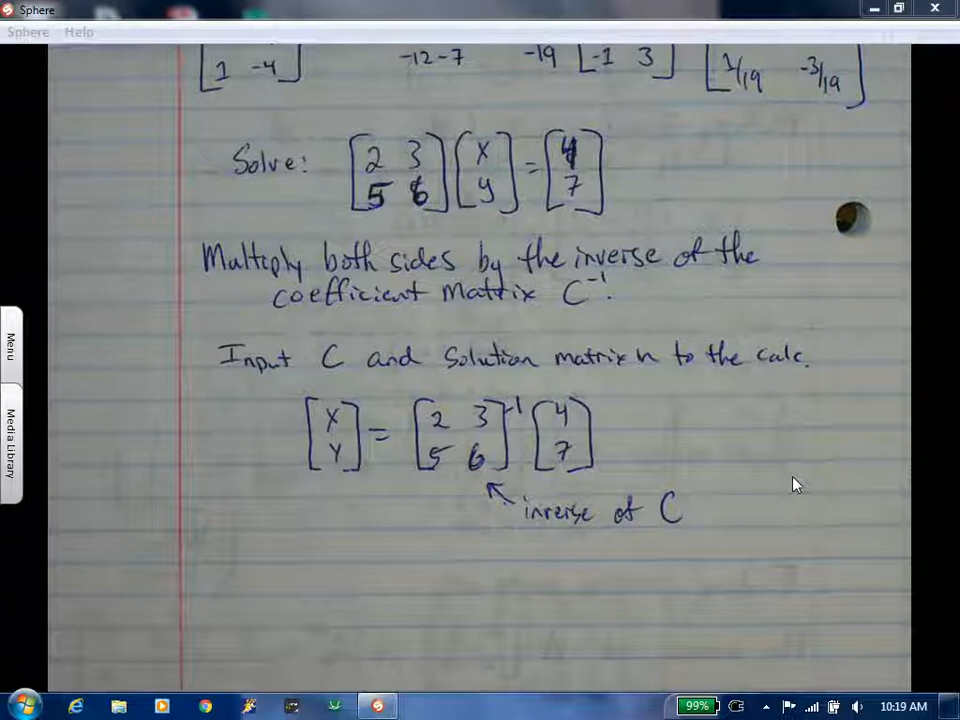 Sphere
Sphere Help
[1 -4] -12-7 -19 [-1 3] [1/19 -3/19]
Solve: [2 3] [x] = [4]
[5 6] [y] [7]
Multiply both sides by the inverse of the
coefficient Matrix C⁻¹.
Input C and Solution matrix n to the calc.
[X] = [2 3]⁻¹ [4]
[Y] [5 6] [7]
inverse of C
Menu
Media Library
99%
10:19 AM